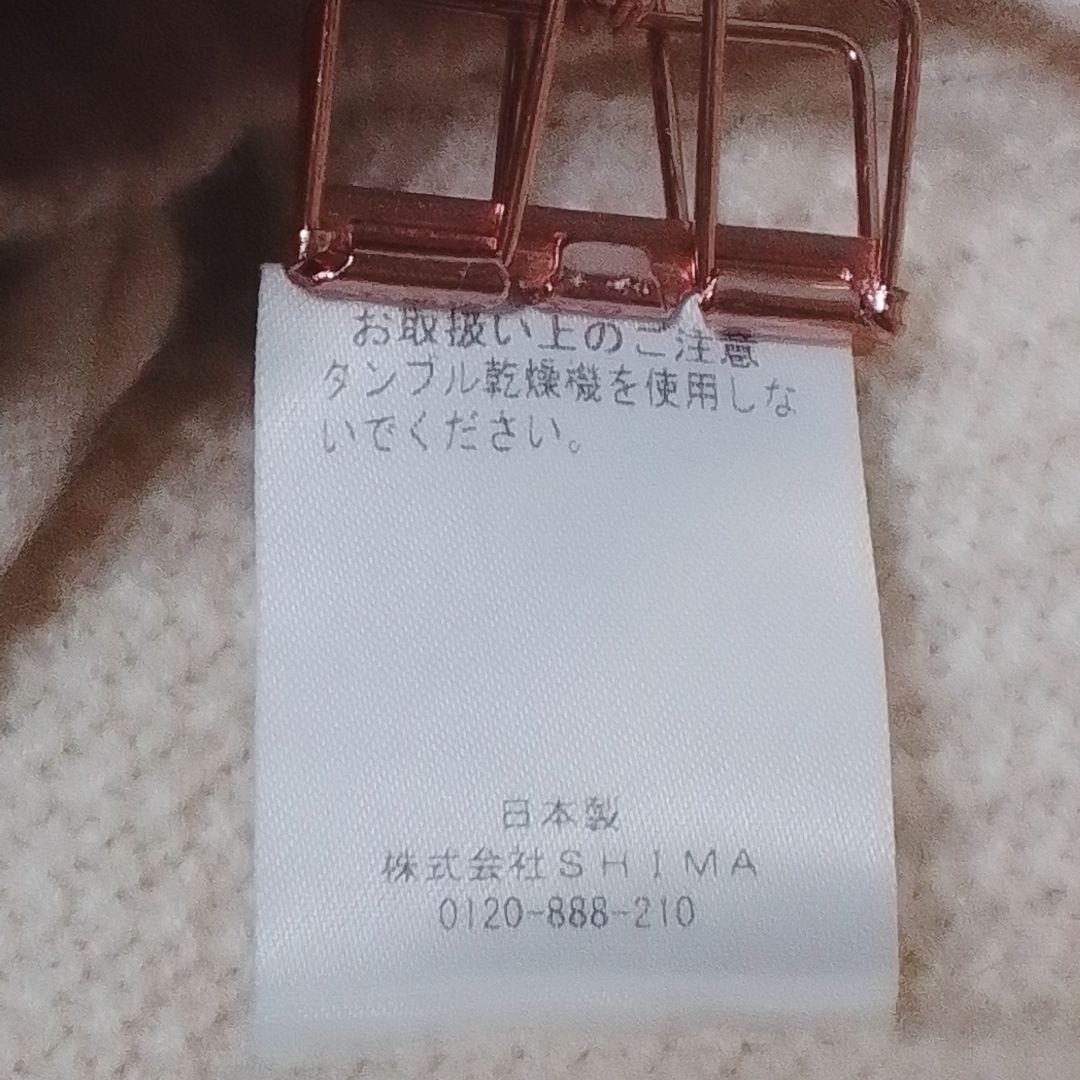 お取扱い上のご注意
タンブル乾燥機を使用しな
いでください。
日本製
株式会社SHIMA
0120-888-210